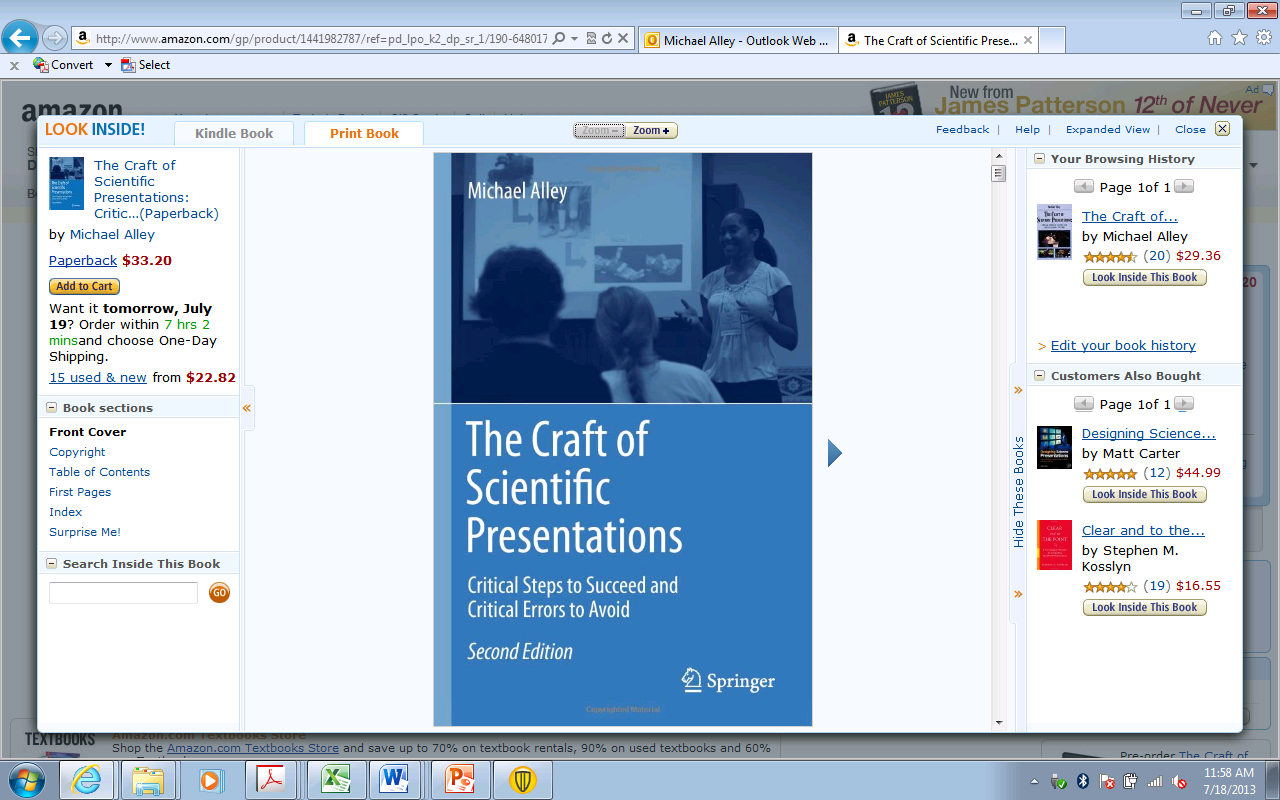 http://www.amazon.com/gp/product/1441982787/ref=pd_lpo_k2_dp_sr_1/190-648017
Michael Alley - Outlook Web ...
The Craft of Scientific Prese...
x Convert Select
amazon
New from
James Patterson 12th of Never
Ad
LOOK INSIDE!
Kindle Book
Print Book
Zoom −
Zoom +
Feedback | Help | Expanded View | Close
The Craft of
Scientific
Presentations:
Critic...(Paperback)
by Michael Alley
Paperback $33.20
Add to Cart
Want it tomorrow, July
19? Order within 7 hrs 2
minsand choose One-Day
Shipping.
15 used & new from $22.82
Book sections
Front Cover
Copyright
Table of Contents
First Pages
Index
Surprise Me!
Search Inside This Book
GO
Copyrighted Material
Michael Alley
The Craft of
Scientific
Presentations
Critical Steps to Succeed and
Critical Errors to Avoid
Second Edition
Springer
Copyrighted Material
Hide These Books
Your Browsing History
Page 1of 1
The Craft of...
by Michael Alley
(20) $29.36
Look Inside This Book
> Edit your book history
Customers Also Bought
Page 1of 1
Designing Science...
by Matt Carter
(12) $44.99
Look Inside This Book
Clear and to the...
by Stephen M.
Kosslyn
(19) $16.55
Look Inside This Book
TEXTBOOKS
Amazon.com Textbooks Store
Shop the Amazon.com Textbooks Store and save up to 70% on textbook rentals, 90% on used textbooks and 60%
Pre-order The Craft of
11:58 AM
7/18/2013